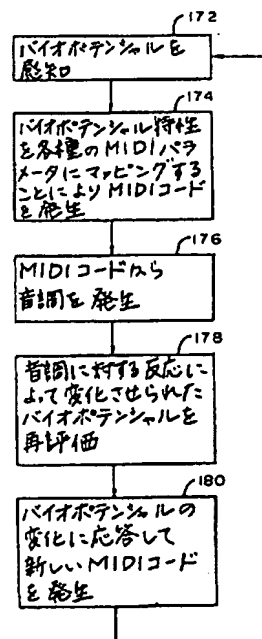 172
バイオポテンシャルを
感知
174
バイオポテンシャル特性
を各種のMIDIパラ
メータにマッピングする
ことによりMIDIコード
を発生
176
MIDIコードから
音調を発生
178
音調に対する反応に
よって変化させられた
バイオポテンシャルを
再評価
180
バイオポテンシャルの
変化に応答して
新しいMIDIコード
を発生